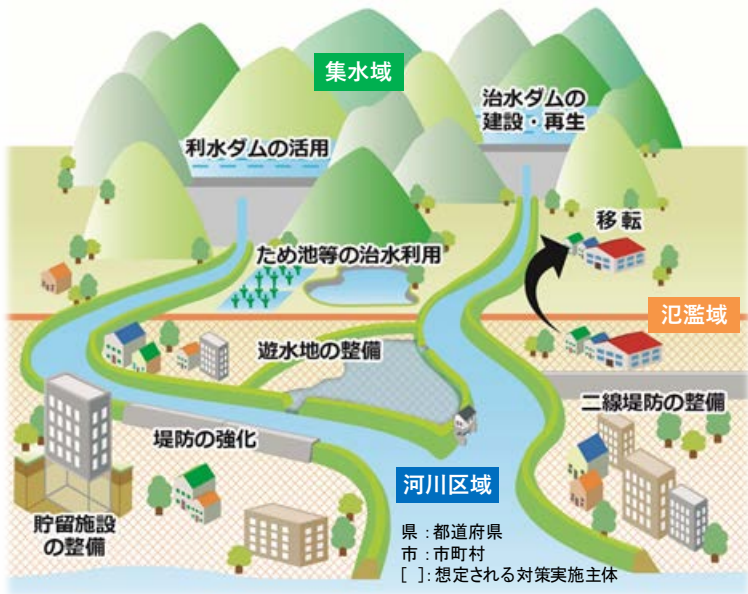 集水域
治水ダムの
建設・再生
利水ダムの活用
移転
ため池等の治水利用
氾濫域
遊水地の整備
二線堤防の整備
堤防の強化
河川区域
貯留施設
の整備
県：都道府県
市：市町村
[ ]：想定される対策実施主体